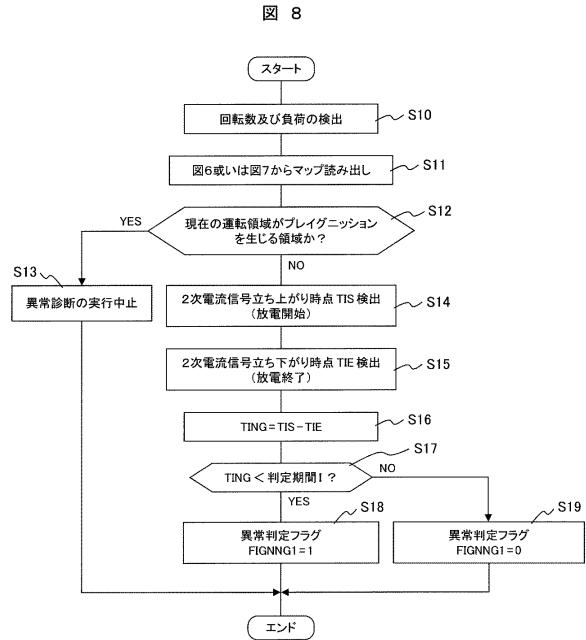 図 8
スタート
回転数及び負荷の検出
S10
図6或いは図7からマップ読み出し
S11
現在の運転領域がプレイグニッション
を生じる領域か?
S12
YES
NO
S13
異常診断の実行中止
2次電流信号立ち上がり時点 TIS 検出
(放電開始)
S14
2次電流信号立ち下がり時点 TIE 検出
(放電終了)
S15
TING=TIS-TIE
S16
TING < 判定期間I?
S17
NO
YES
S18
異常判定フラグ
FIGNNG1=1
S19
異常判定フラグ
FIGNNG1=0
エンド